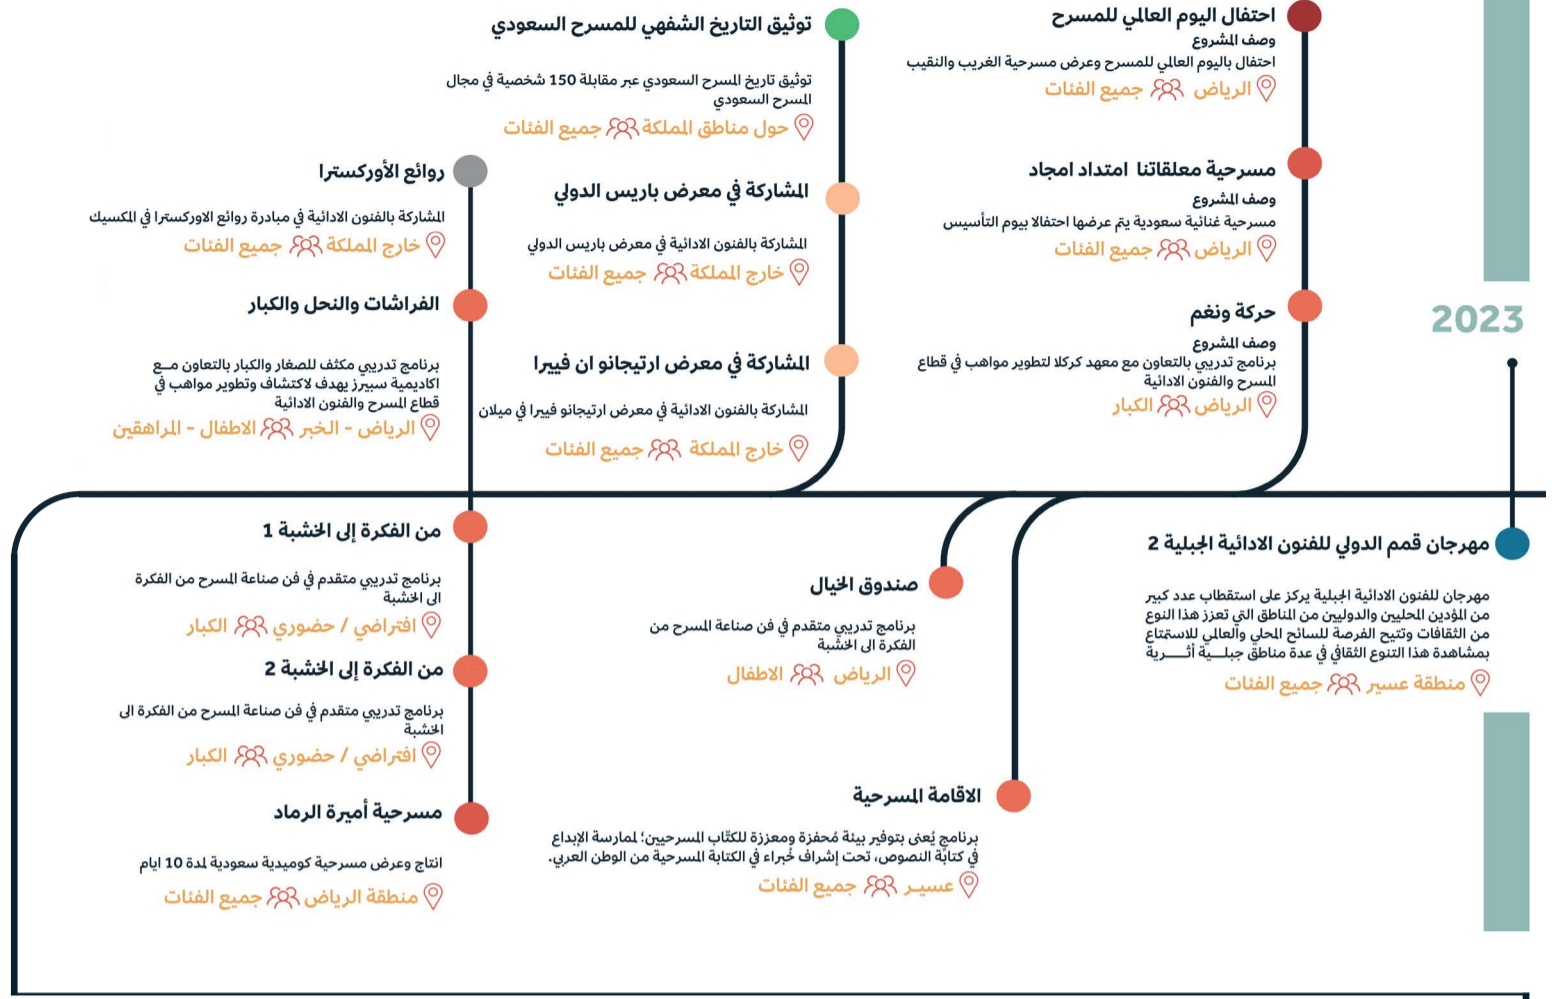 2023
مهرجان قمم الدولي للفنون الادائية الجبلية 2
مهرجان للفنون الادائية الجبلية يركز على استقطاب عدد كبير
من المؤدين المحليين والدوليين من المناطق التي تعزز هذا النوع
من الثقافات وتتيح الفرصة للسائح المحلي والعالمي للاستمتاع
بمشاهدة هذا التنوع الثقافي في عدة مناطق جبلـــية أثـــــرية
منطقة عسير جميع الفئات
احتفال اليوم العالمي للمسرح
وصف المشروع
احتفال باليوم العالمي للمسرح وعرض مسرحية الغريب والنقيب
الرياض جميع الفئات
مسرحية معلقاتنا امتداد امجاد
وصف المشروع
مسرحية غنائية سعودية يتم عرضها احتفالا بيوم التأسيس
الرياض جميع الفئات
حركة ونغم
وصف المشروع
برنامج تدريبي بالتعاون مع معهد كركلا لتطوير مواهب في قطاع
المسرح والفنون الادائية
الرياض الكبار
الاقامة المسرحية
برنامج يُعنى بتوفير بيئة مُحفزة ومعززة للكتّاب المسرحيين؛ لممارسة الإبداع
في كتابة النصوص، تحت إشراف خُبراء في الكتابة المسرحية من الوطن العربي.
عسيـر جميع الفئات
صندوق الخيال
برنامج تدريبي متقدم في فن صناعة المسرح من
الفكرة الى الخشبة
الرياض الاطفال
توثيق التاريخ الشفهي للمسرح السعودي
توثيق تاريخ المسرح السعودي عبر مقابلة 150 شخصية في مجال
المسرح السعودي
حول مناطق المملكة جميع الفئات
المشاركة في معرض باريس الدولي
المشاركة بالفنون الادائية في معرض باريس الدولي
خارج المملكة جميع الفئات
المشاركة في معرض ارتيجانو ان فييرا
المشاركة بالفنون الادائية في معرض ارتيجانو فييرا في ميلان
خارج المملكة جميع الفئات
روائع الأوركسترا
المشاركة بالفنون الادائية في مبادرة روائع الاوركسترا في المكسيك
خارج المملكة جميع الفئات
الفراشات والنحل والكبار
برنامج تدريبي مكثف للصغار والكبار بالتعاون مــع
اكاديمية سبيرز يهدف لاكتشاف وتطوير مواهب في
قطاع المسرح والفنون الادائية
الرياض - الخبر الاطفال - المراهقين
من الفكرة إلى الخشبة 1
برنامج تدريبي متقدم في فن صناعة المسرح من الفكرة
الى الخشبة
افتراضي / حضوري الكبار
من الفكرة إلى الخشبة 2
برنامج تدريبي متقدم في فن صناعة المسرح من الفكرة الى
الخشبة
افتراضي / حضوري الكبار
مسرحية أميرة الرماد
انتاج وعرض مسرحية كوميدية سعودية لمدة 10 ايام
منطقة الرياض جميع الفئات